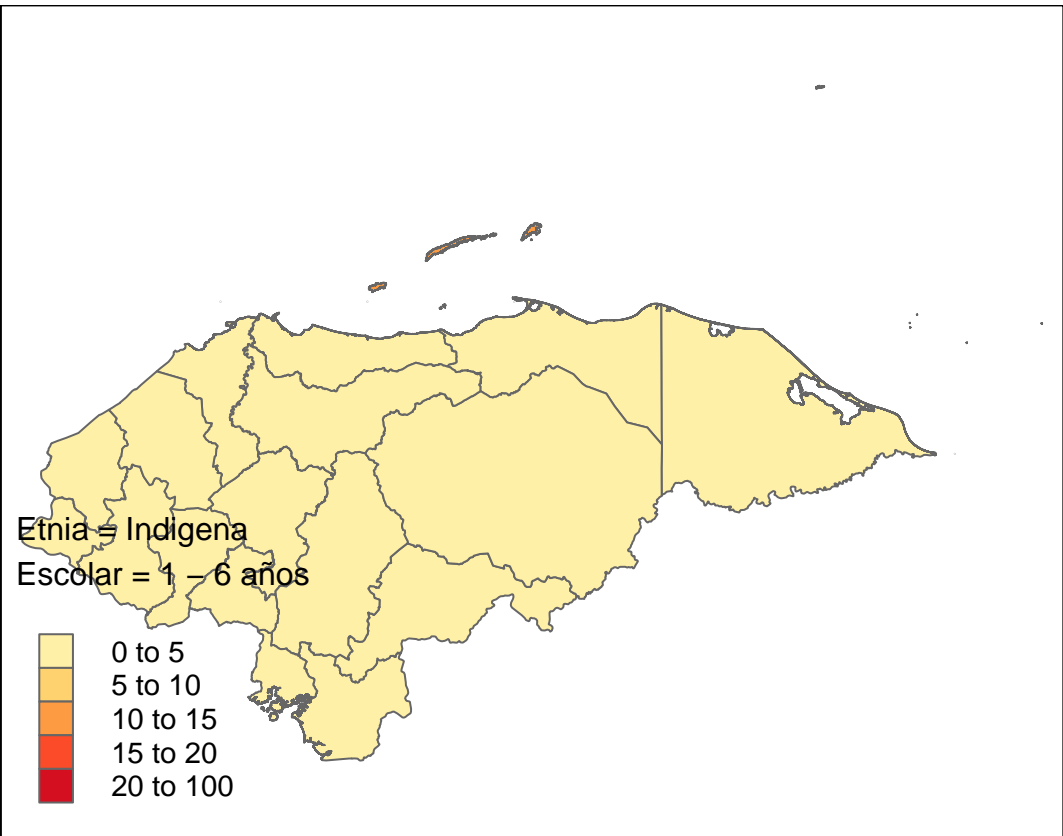 Etnia = Indigena
Escolar = 1 – 6 años
0 to 5
5 to 10
10 to 15
15 to 20
20 to 100